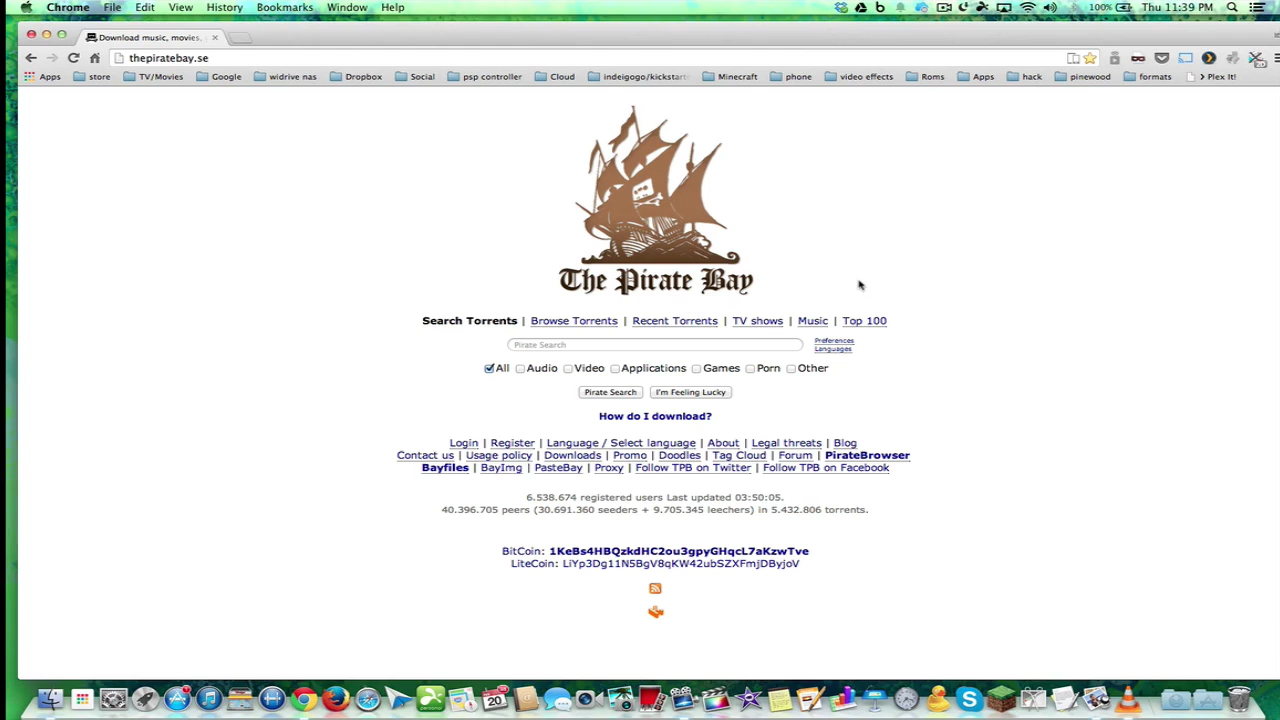 Chrome File Edit View History Bookmarks Window Help 100% Thu 11:39 PM
Download music, movies,
thepiratebay.se
Apps store TV/Movies Google widrive nas Dropbox Social psp controller Cloud indeigogo/kickstarte Minecraft phone video effects Roms Apps hack pinewood formats > Plex It!
The Pirate Bay
Search Torrents | Browse Torrents | Recent Torrents | TV shows | Music | Top 100
Pirate Search
Preferences
Languages
All Audio Video Applications Games Porn Other
Pirate Search I'm Feeling Lucky
How do I download?
Login | Register | Language / Select language | About | Legal threats | Blog
Contact us | Usage policy | Downloads | Promo | Doodles | Tag Cloud | Forum | PirateBrowser
Bayfiles | BayImg | PasteBay | Proxy | Follow TPB on Twitter | Follow TPB on Facebook
6.538.674 registered users Last updated 03:50:05.
40.396.705 peers (30.691.360 seeders + 9.705.345 leechers) in 5.432.806 torrents.
BitCoin: 1KeBs4HBQzkdHC2ou3gpyGHqcL7aKzwTve
LiteCoin: LiYp3Dg11N5BgV8qKW42ubSZXFmjDByjoV
20